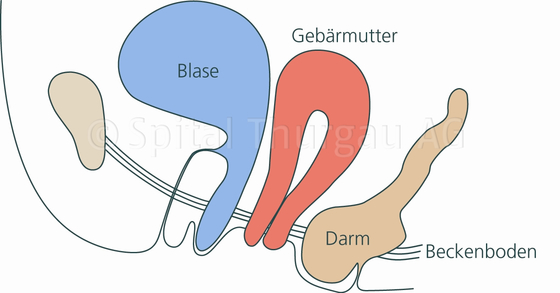 Gebärmutter
Blase
© Spital Thurgau AG
Darm
Beckenboden